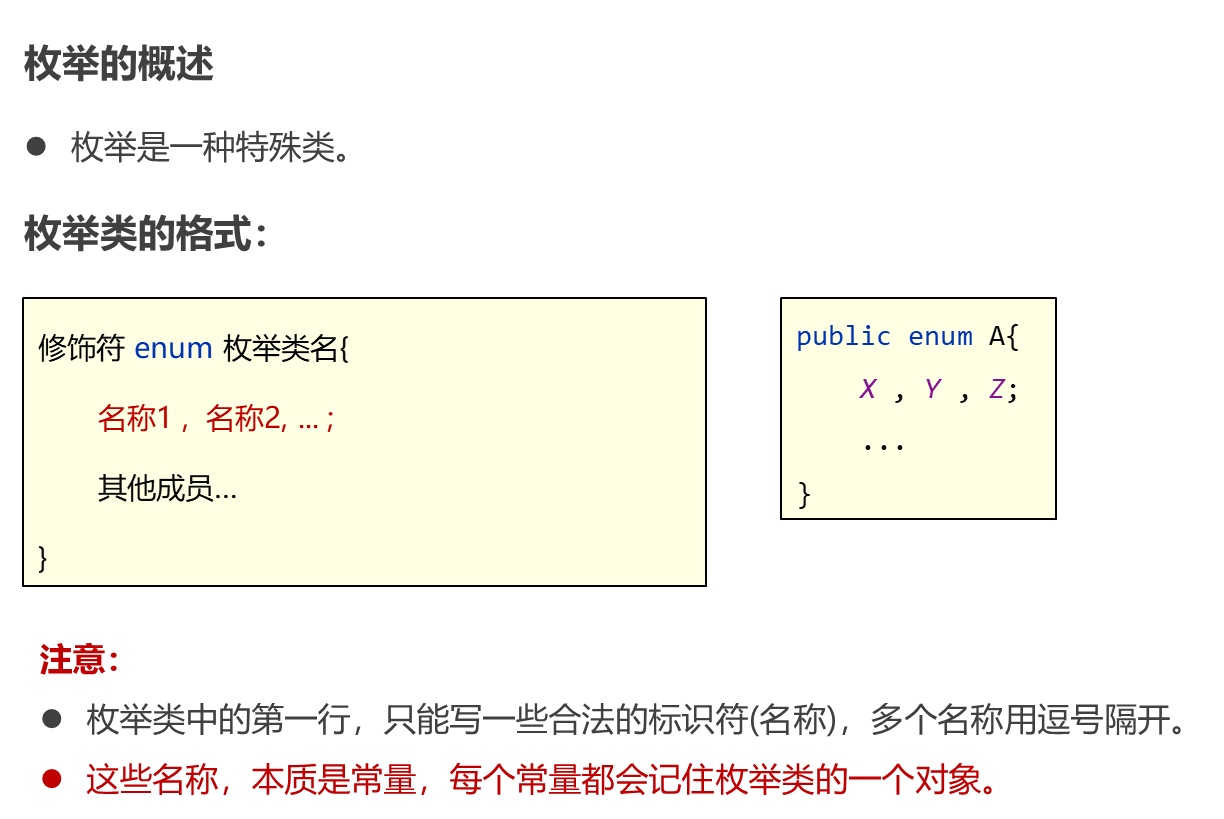 枚举的概述
● 枚举是一种特殊类。
枚举类的格式：
修饰符 enum 枚举类名{
名称1 ，名称2, ... ;
其他成员...
}
public enum A{
X , Y , Z;
...
}
注意：
● 枚举类中的第一行，只能写一些合法的标识符(名称)，多个名称用逗号隔开。
● 这些名称，本质是常量，每个常量都会记住枚举类的一个对象。